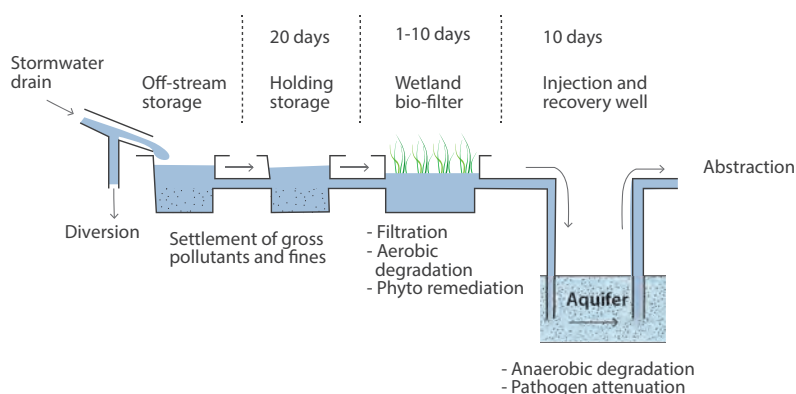 20 days
1-10 days
10 days
Stormwater
drain
Off-stream
storage
Holding
storage
Wetland
bio-filter
Injection and
recovery well
Abstraction
Diversion
Settlement of gross
pollutants and fines
- Filtration
- Aerobic
degradation
- Phyto remediation
Aquifer
- Anaerobic degradation
- Pathogen attenuation